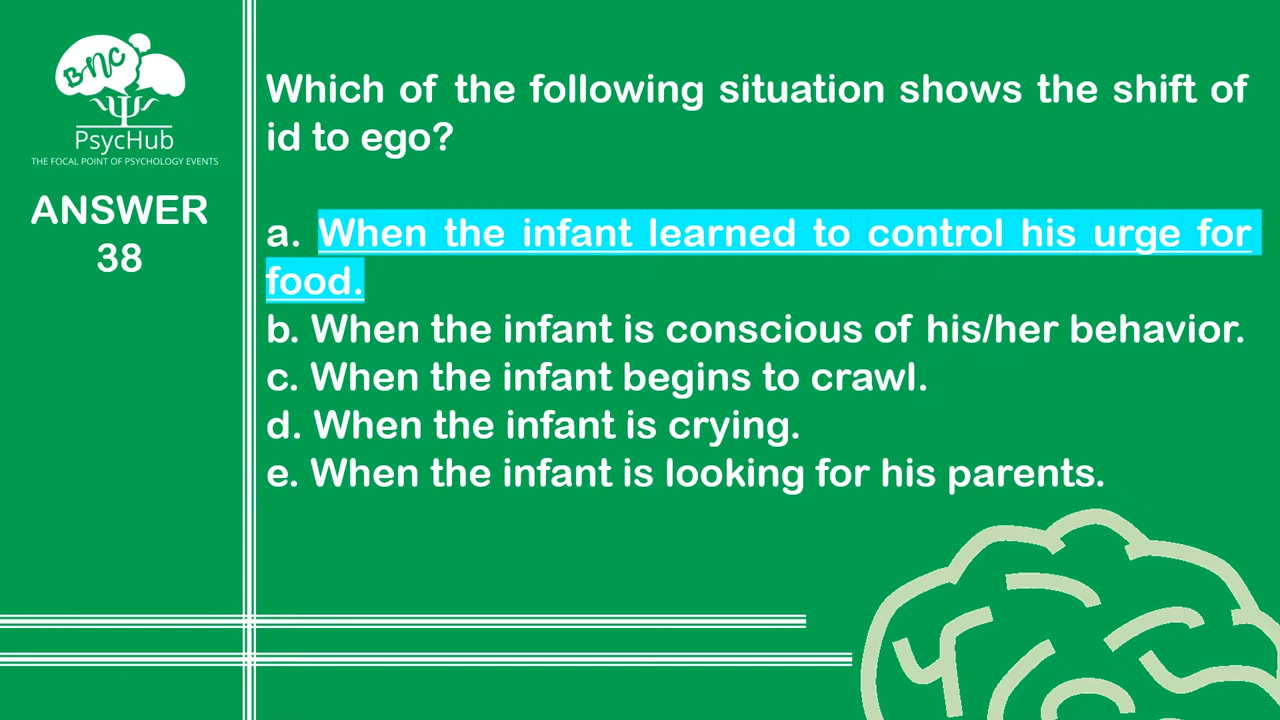 BNC
PsycHub
THE FOCAL POINT OF PSYCHOLOGY EVENTS
ANSWER
38
Which of the following situation shows the shift of
id to ego?
a. When the infant learned to control his urge for
food.
b. When the infant is conscious of his/her behavior.
c. When the infant begins to crawl.
d. When the infant is crying.
e. When the infant is looking for his parents.